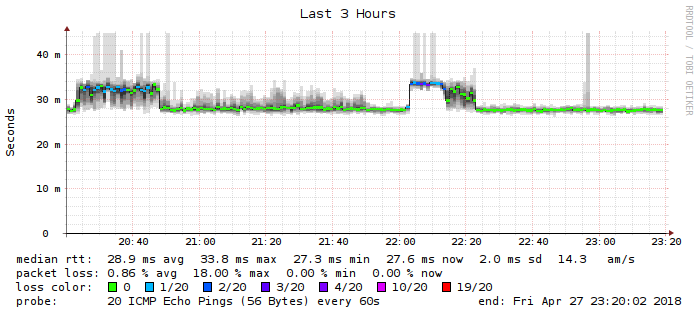 Last 3 Hours
RRDTOOL / TOBI OETIKER
Seconds
40 m
30 m
20 m
10 m
0
20:40 21:00 21:20 21:40 22:00 22:20 22:40 23:00 23:20
median rtt: 28.9 ms avg 33.8 ms max 27.3 ms min 27.6 ms now 2.0 ms sd 14.3 am/s
packet loss: 0.86 % avg 18.00 % max 0.00 % min 0.00 % now
loss color: 0 1/20 2/20 3/20 4/20 10/20 19/20
probe: 20 ICMP Echo Pings (56 Bytes) every 60s end: Fri Apr 27 23:20:02 2018